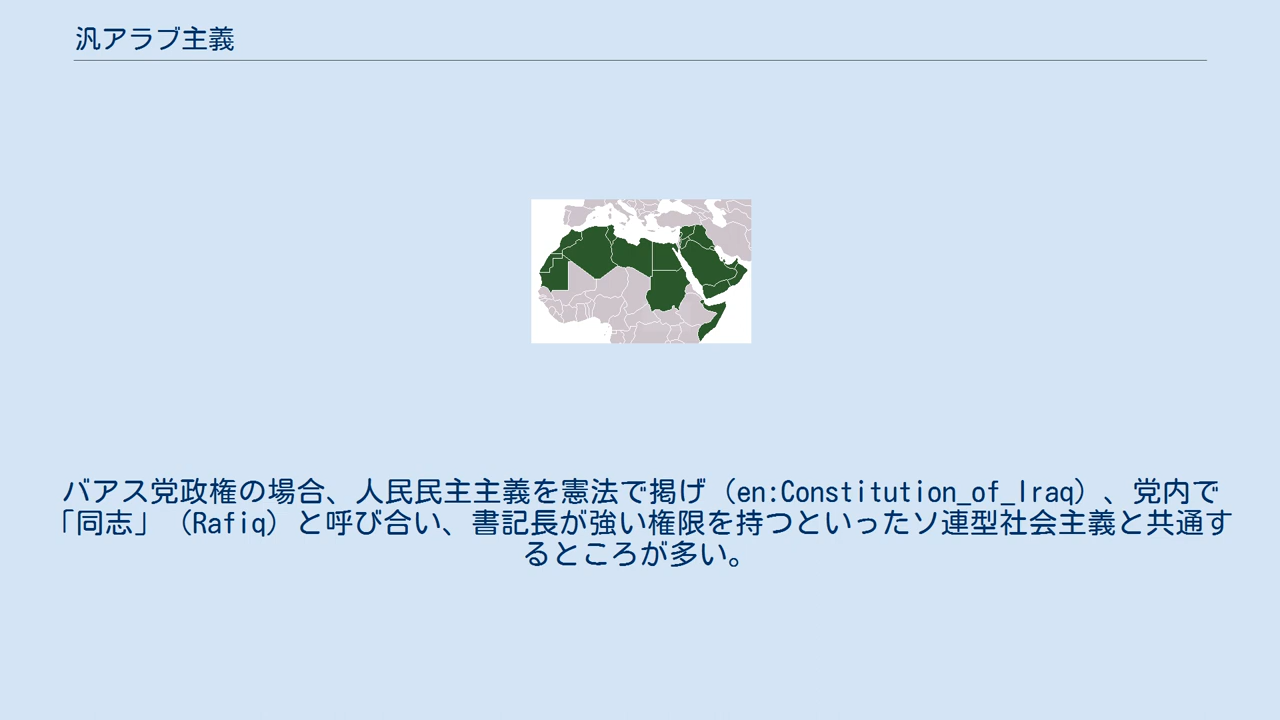 汎アラブ主義
バアス党政権の場合、人民民主主義を憲法で掲げ（en:Constitution_of_Iraq）、党内で
「同志」（Rafiq）と呼び合い、書記長が強い権限を持つといったソ連型社会主義と共通す
るところが多い。